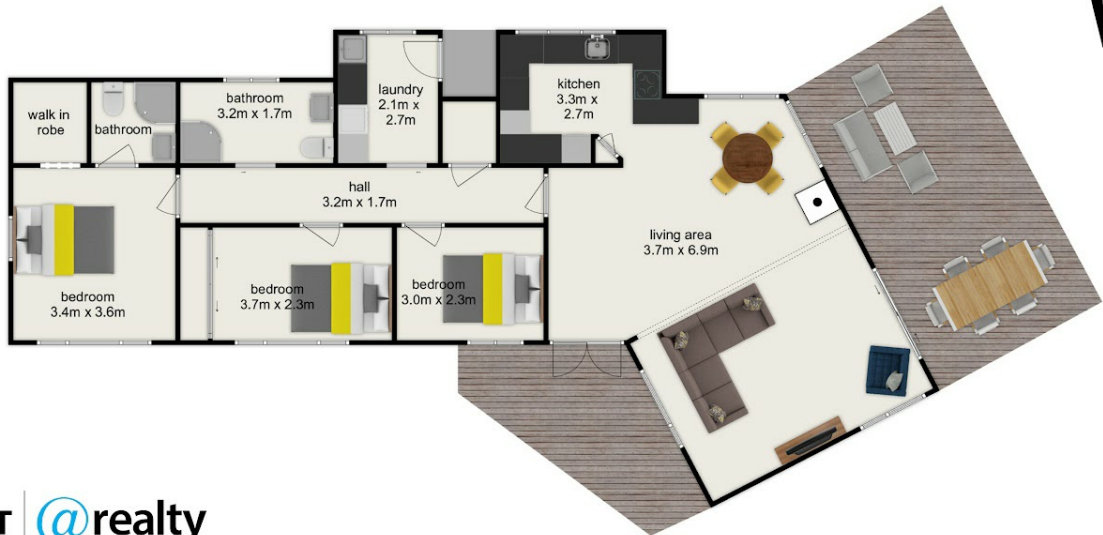 walk in
robe
bathroom
bathroom
3.2m x 1.7m
laundry
2.1m x
2.7m
kitchen
3.3m x
2.7m
hall
3.2m x 1.7m
living area
3.7m x 6.9m
bedroom
3.4m x 3.6m
bedroom
3.7m x 2.3m
bedroom
3.0m x 2.3m
@realty